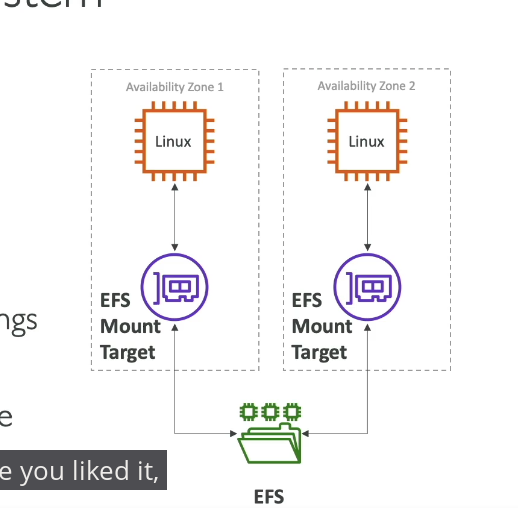 Availability Zone 1
Availability Zone 2
Linux
Linux
EFS
Mount
Target
EFS
Mount
Target
ngs
e
e you liked it,
EFS